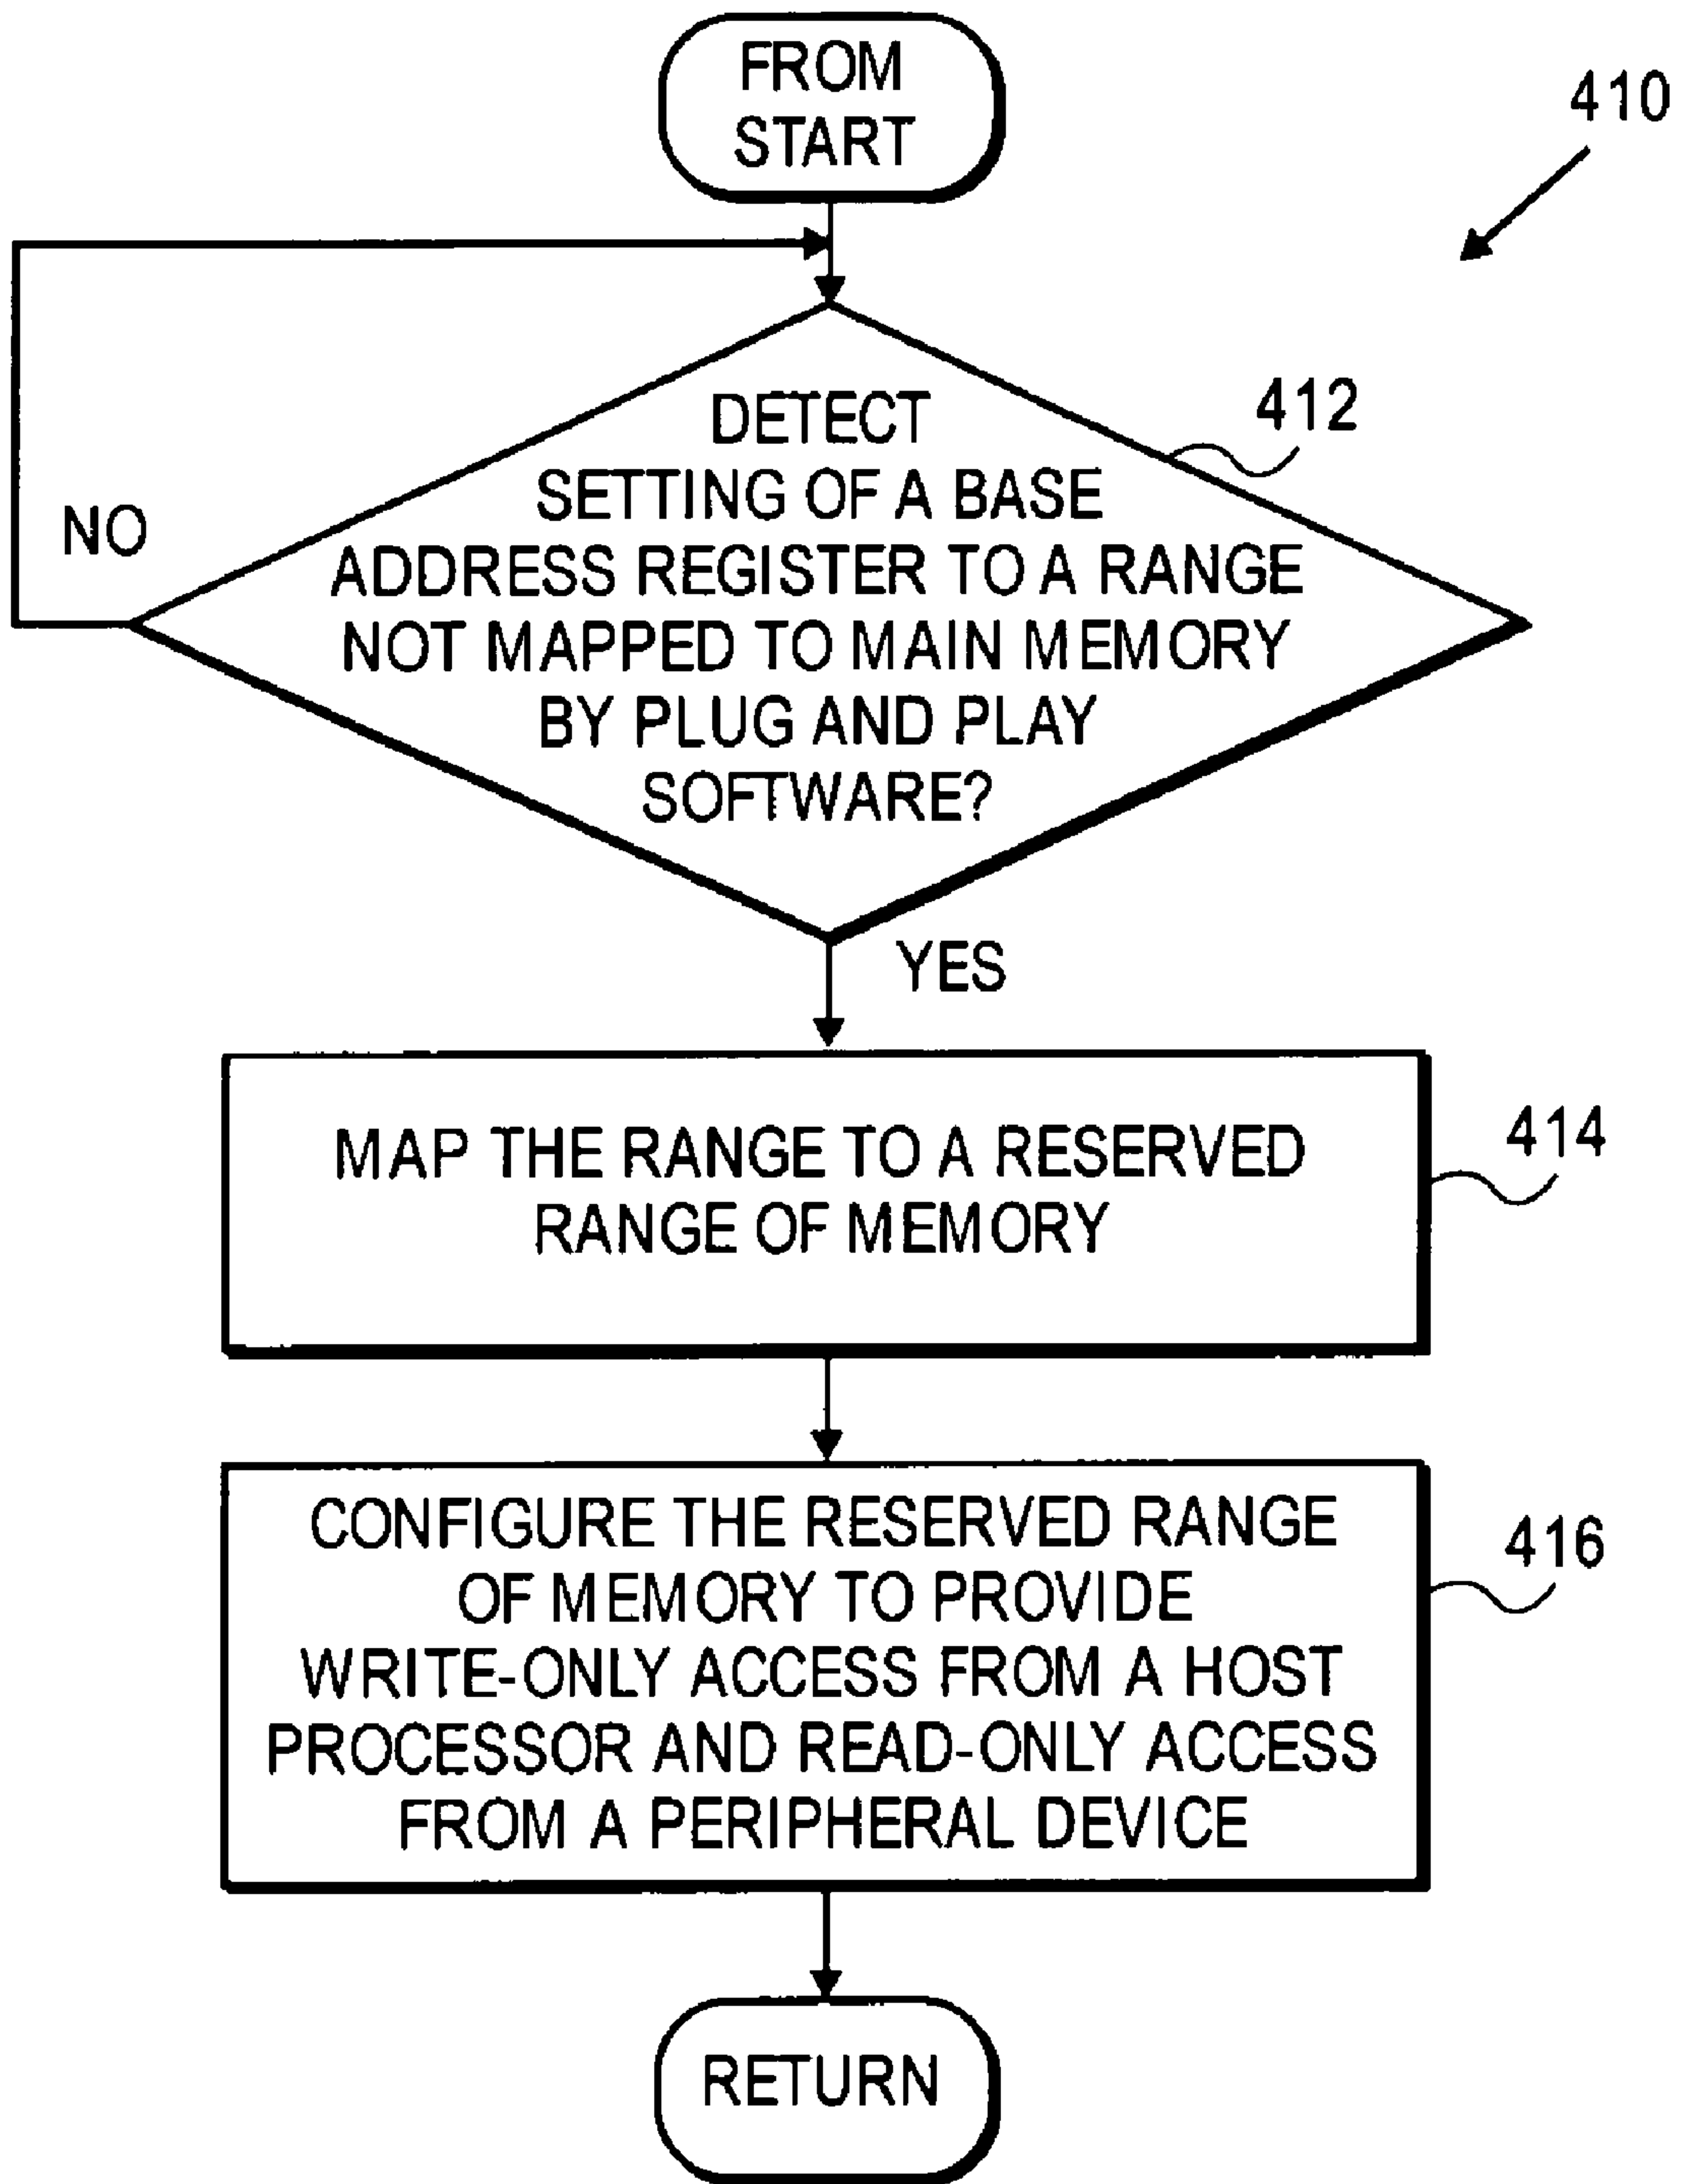 FROM
START
410
DETECT
412
SETTING OF A BASE
NO
ADDRESS REGISTER TO A RANGE
NOT MAPPED TO MAIN MEMORY
BY PLUG AND PLAY
SOFTWARE?
YES
MAP THE RANGE TO A RESERVED
RANGE OF MEMORY
414
CONFIGURE THE RESERVED RANGE
OF MEMORY TO PROVIDE
WRITE-ONLY ACCESS FROM A HOST
PROCESSOR AND READ-ONLY ACCESS
FROM A PERIPHERAL DEVICE
416
RETURN